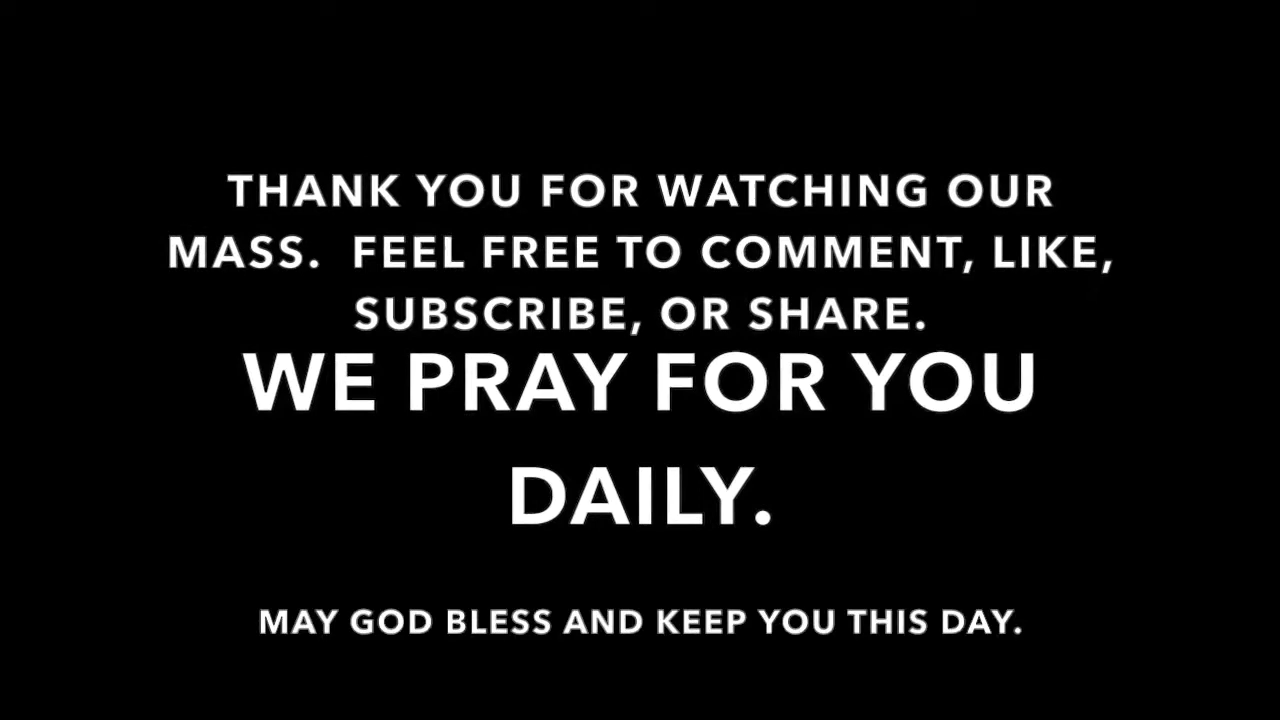 THANK YOU FOR WATCHING OUR
MASS.  FEEL FREE TO COMMENT, LIKE,
SUBSCRIBE, OR SHARE.
WE PRAY FOR YOU
DAILY.
MAY GOD BLESS AND KEEP YOU THIS DAY.